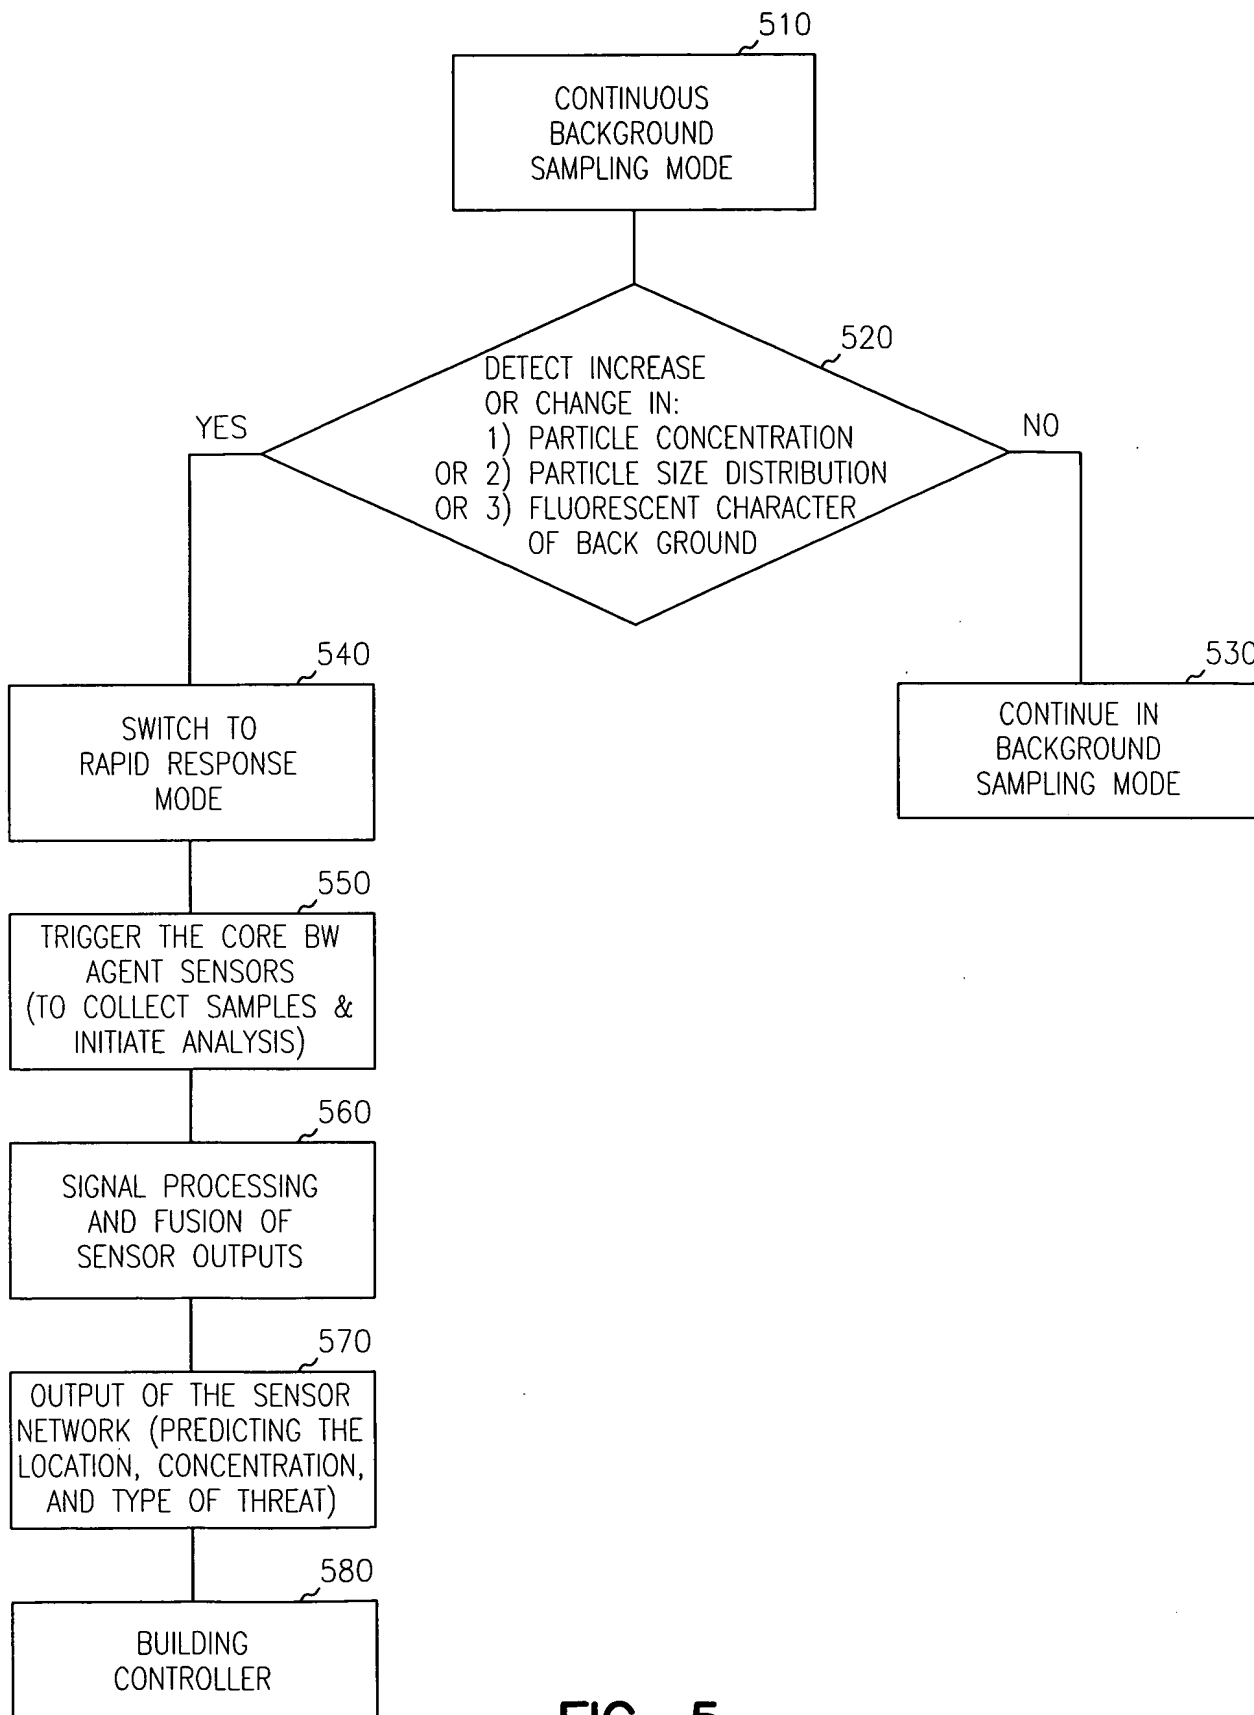 510
CONTINUOUS
BACKGROUND
SAMPLING MODE
520
DETECT INCREASE
OR CHANGE IN:
1) PARTICLE CONCENTRATION
OR 2) PARTICLE SIZE DISTRIBUTION
OR 3) FLUORESCENT CHARACTER
OF BACK GROUND
YES
NO
540
SWITCH TO
RAPID RESPONSE
MODE
530
CONTINUE IN
BACKGROUND
SAMPLING MODE
550
TRIGGER THE CORE BW
AGENT SENSORS
(TO COLLECT SAMPLES &
INITIATE ANALYSIS)
560
SIGNAL PROCESSING
AND FUSION OF
SENSOR OUTPUTS
570
OUTPUT OF THE SENSOR
NETWORK (PREDICTING THE
LOCATION, CONCENTRATION,
AND TYPE OF THREAT)
580
BUILDING
CONTROLLER
FIG. 5